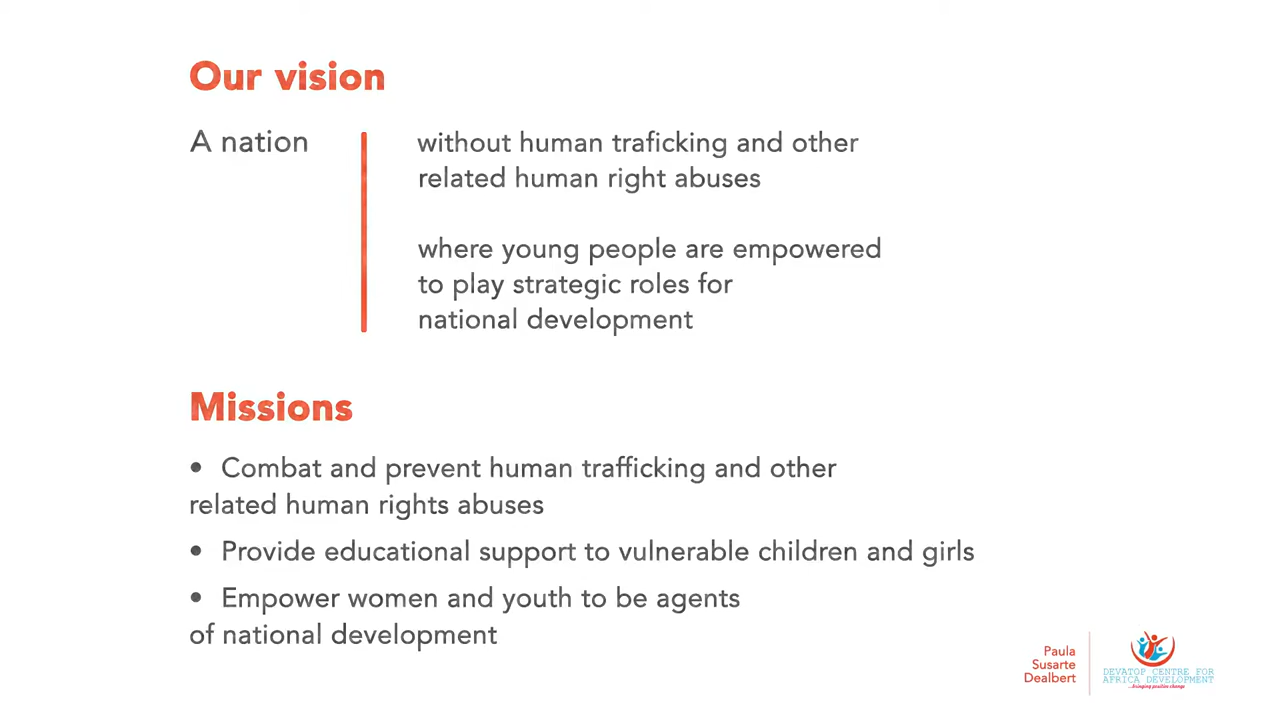 Our vision
A nation
without human traficking and other
related human right abuses
where young people are empowered
to play strategic roles for
national development
Missions
• Combat and prevent human trafficking and other
related human rights abuses
• Provide educational support to vulnerable children and girls
• Empower women and youth to be agents
of national development
Paula
Susarte
Dealbert
DEVATOP CENTRE FOR
AFRICA DEVELOPMENT
...bringing positive change